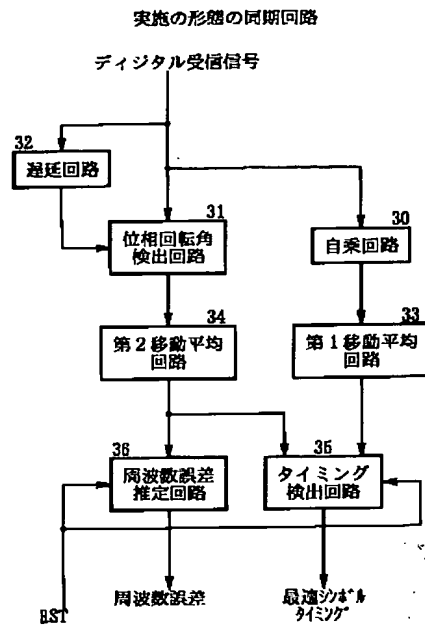 実施の形態の同期回路
ディジタル受信信号
32
遅延回路
31
位相回転角
検出回路
30
自乗回路
34
第2移動平均
回路
33
第1移動平均
回路
36
周波数誤差
推定回路
35
タイミング
検出回路
RST
周波数誤差
最適シンボル
タイミング